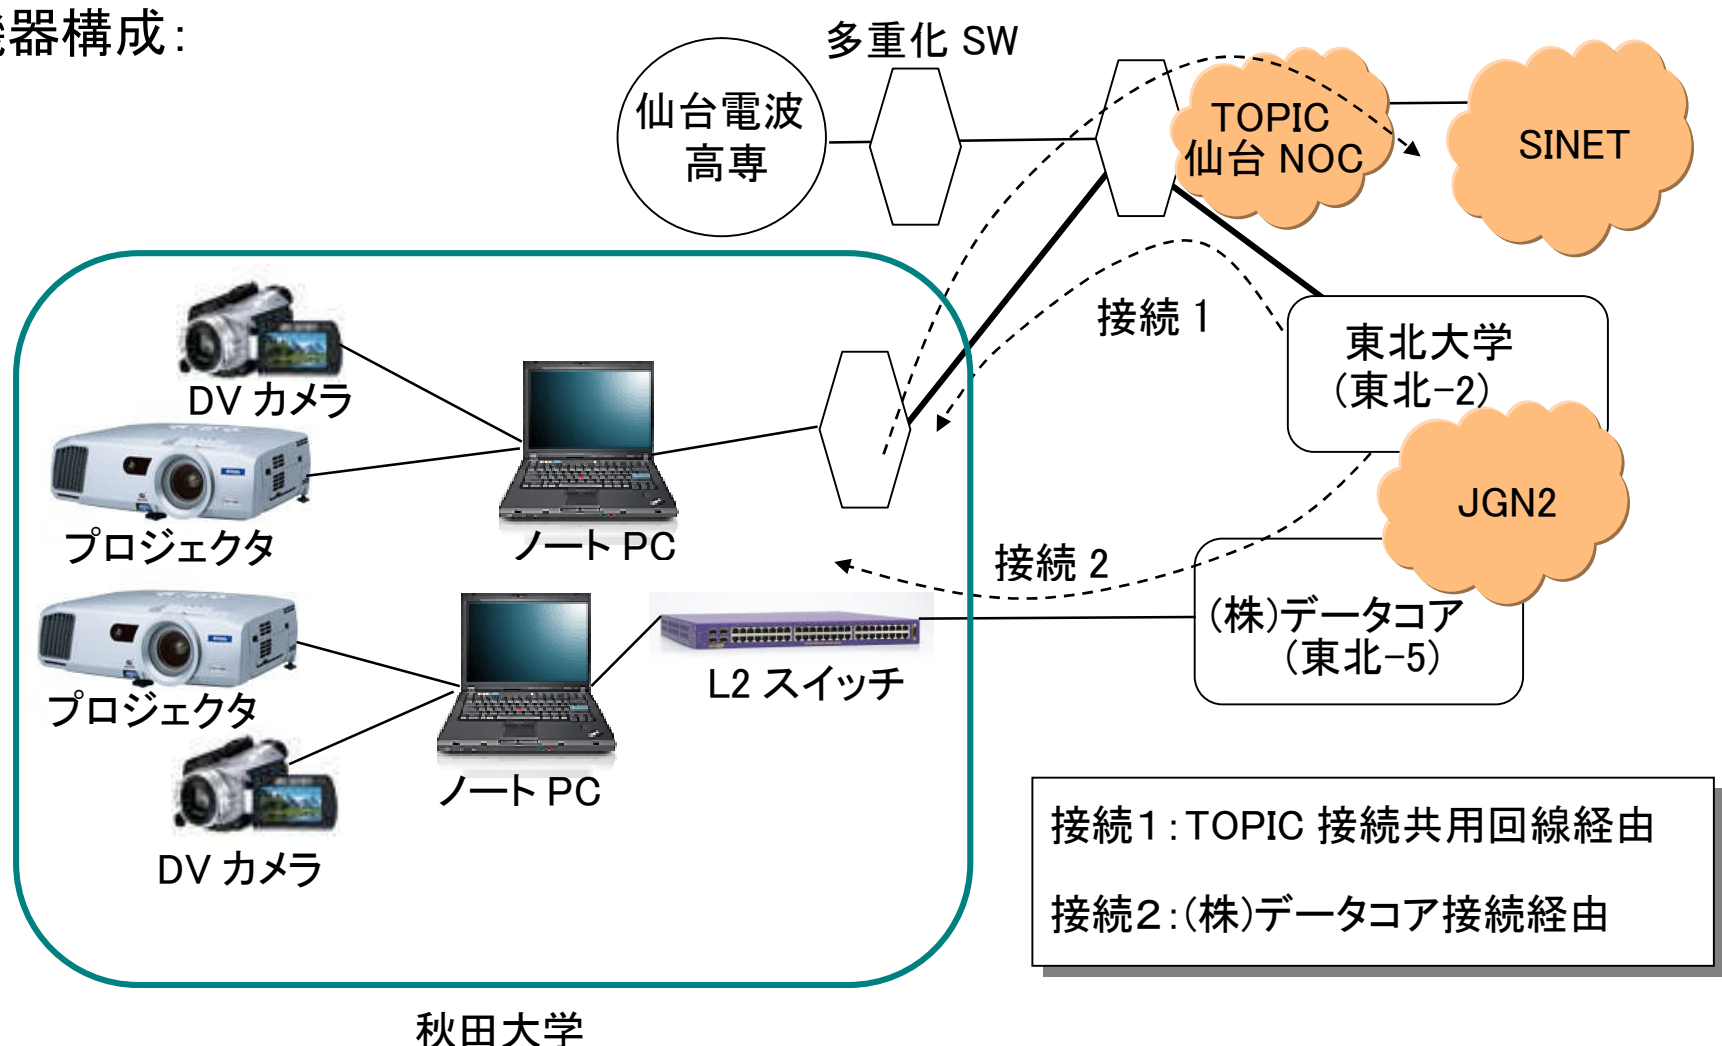 器構成：
多重化 SW
仙台電波
高専
TOPIC
仙台 NOC
SINET
接続 1
東北大学
(東北-2)
JGN2
DV カメラ
プロジェクタ
ノート PC
接続 2
(株)データコア
(東北-5)
L2 スイッチ
プロジェクタ
ノート PC
DV カメラ
接続１：TOPIC 接続共用回線経由
接続２：(株)データコア接続経由
秋田大学